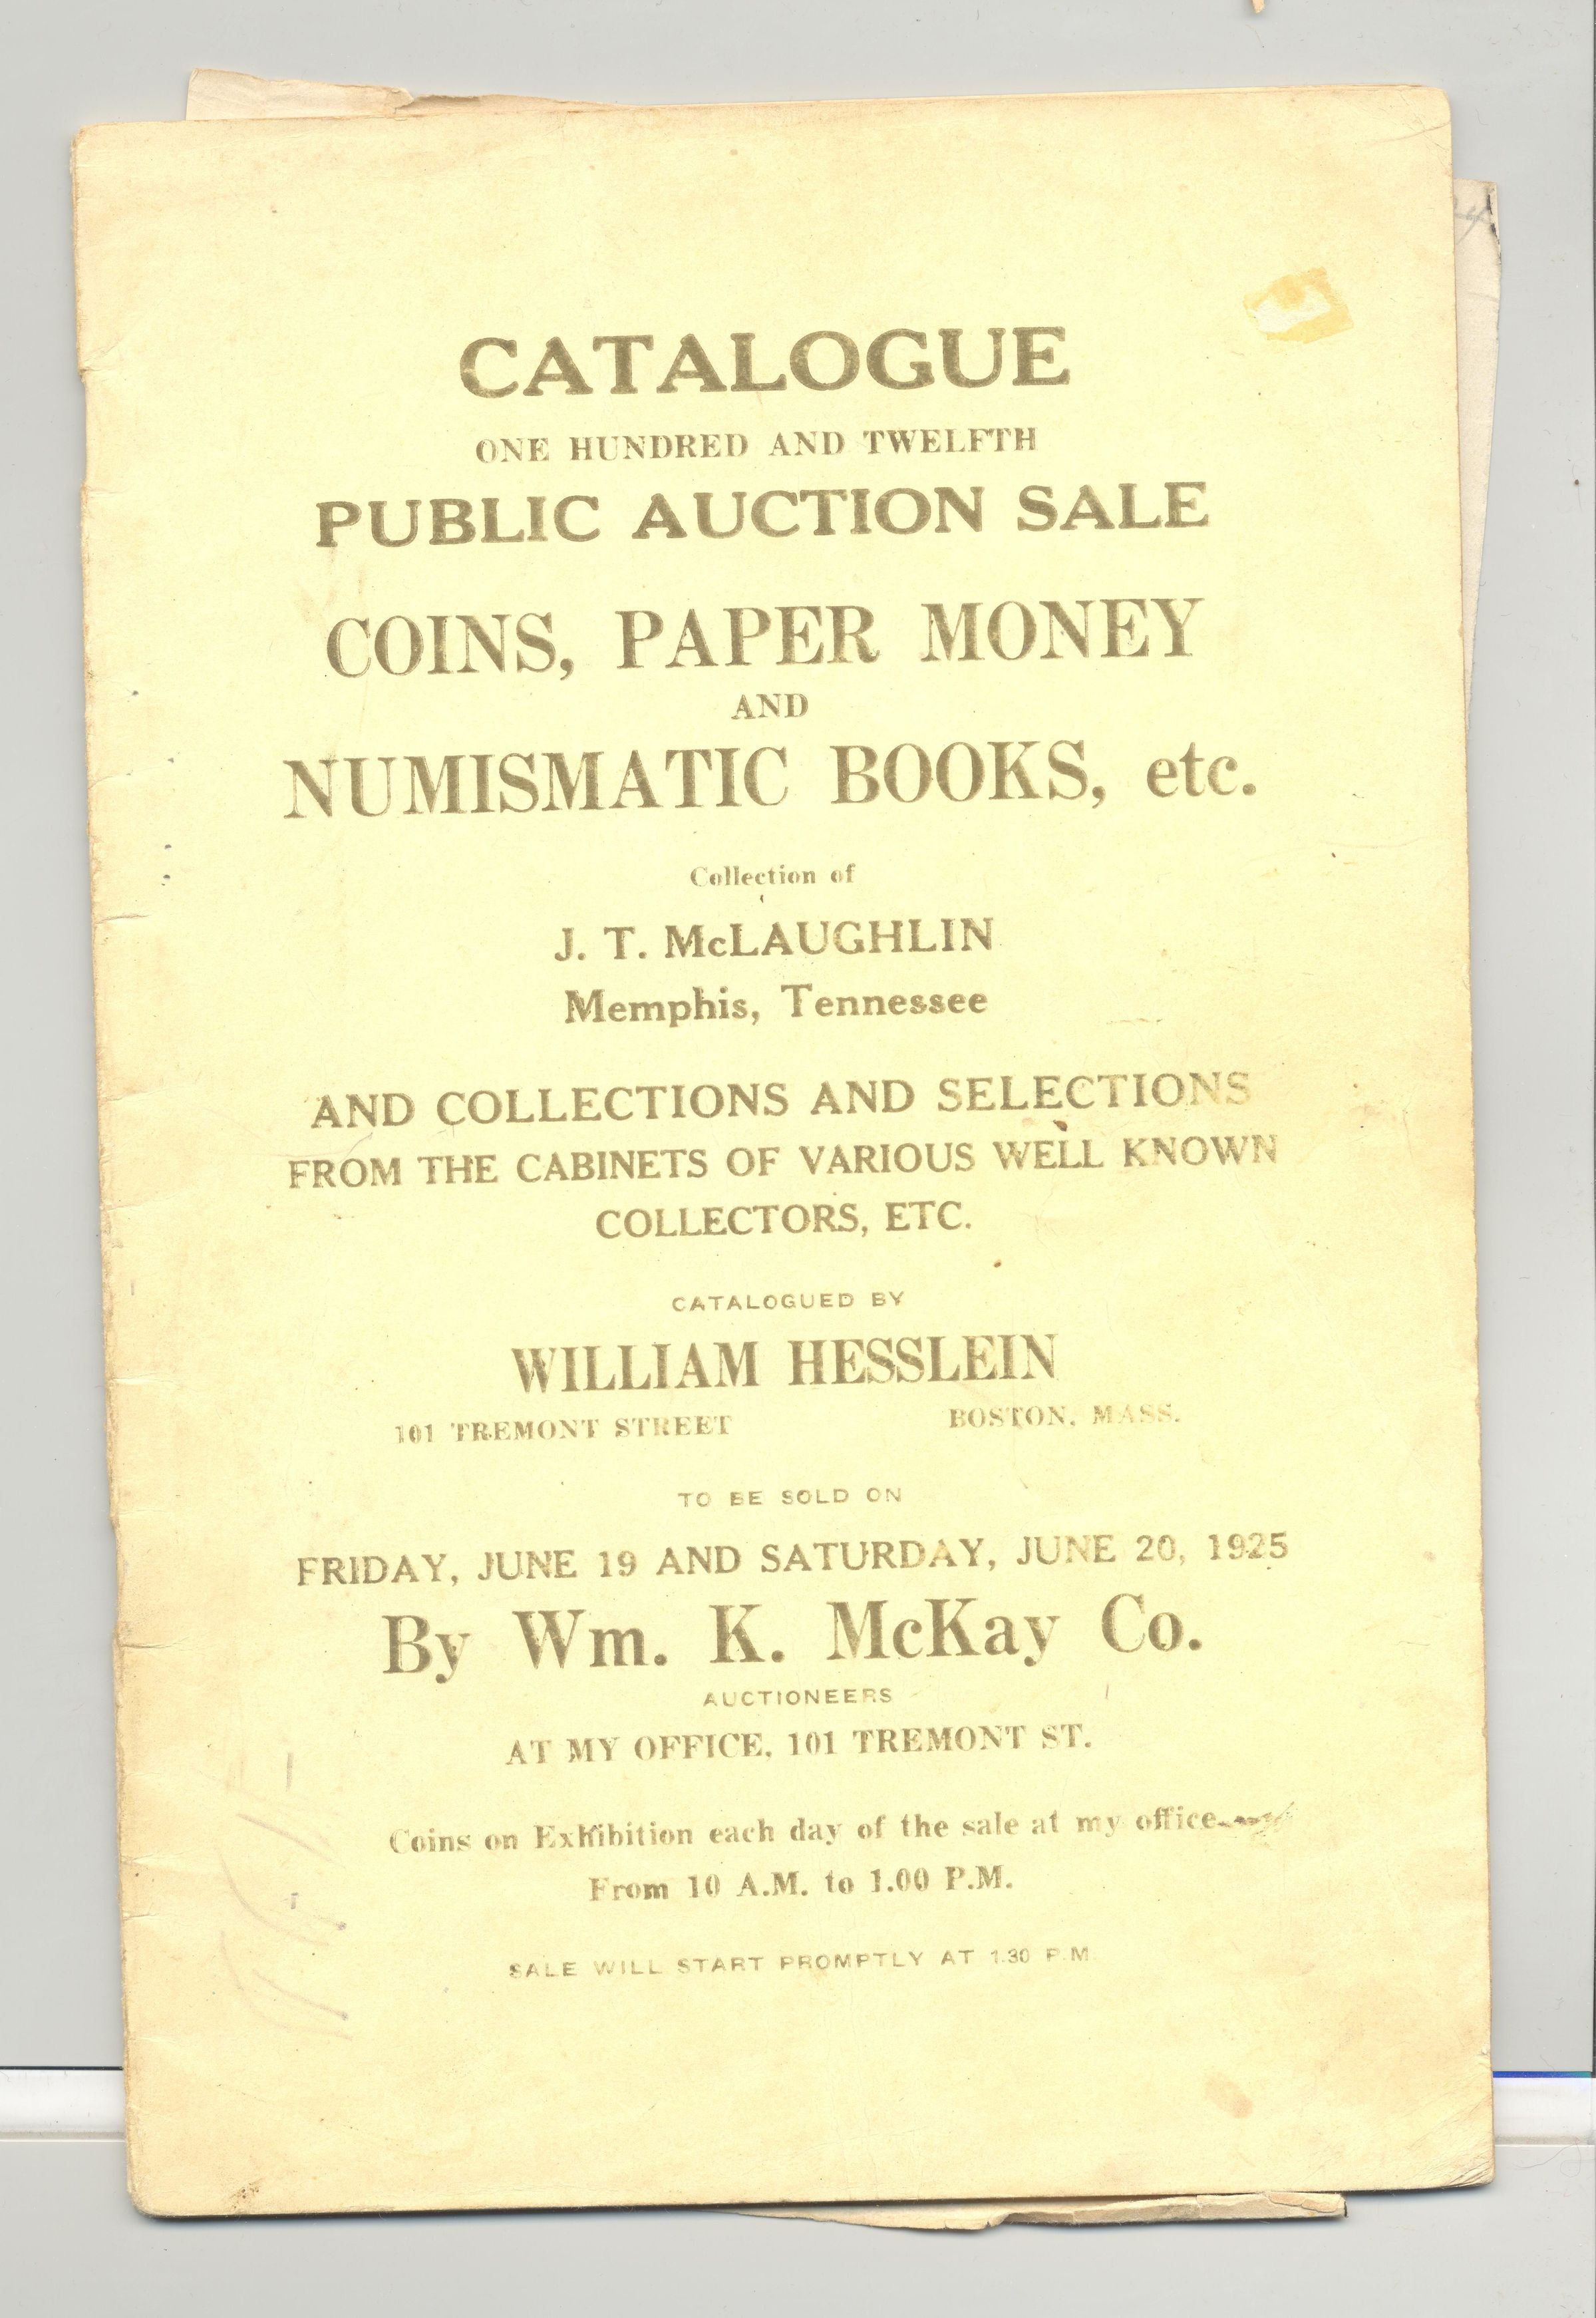 CATALOGUE
ONE HUNDRED AND TWELFTH
PUBLIC AUCTION SALE
COINS, PAPER MONEY
AND
NUMISMATIC BOOKS, etc.
Collection of
J. T. McLAUGHLIN
Memphis, Tennessee
AND COLLECTIONS AND SELECTIONS
FROM THE CABINETS OF VARIOUS WELL KNOWN
COLLECTORS, ETC.
CATALOGUED BY
WILLIAM HESSLEIN
101 TREMONT STREET BOSTON, MASS.
TO BE SOLD ON
FRIDAY, JUNE 19 AND SATURDAY, JUNE 20, 1925
By Wm. K. McKay Co.
AUCTIONEERS
AT MY OFFICE, 101 TREMONT ST.
Coins on Exhibition each day of the sale at my office
From 10 A.M. to 1.00 P.M.
SALE WILL START PROMPTLY AT 1.30 P.M.